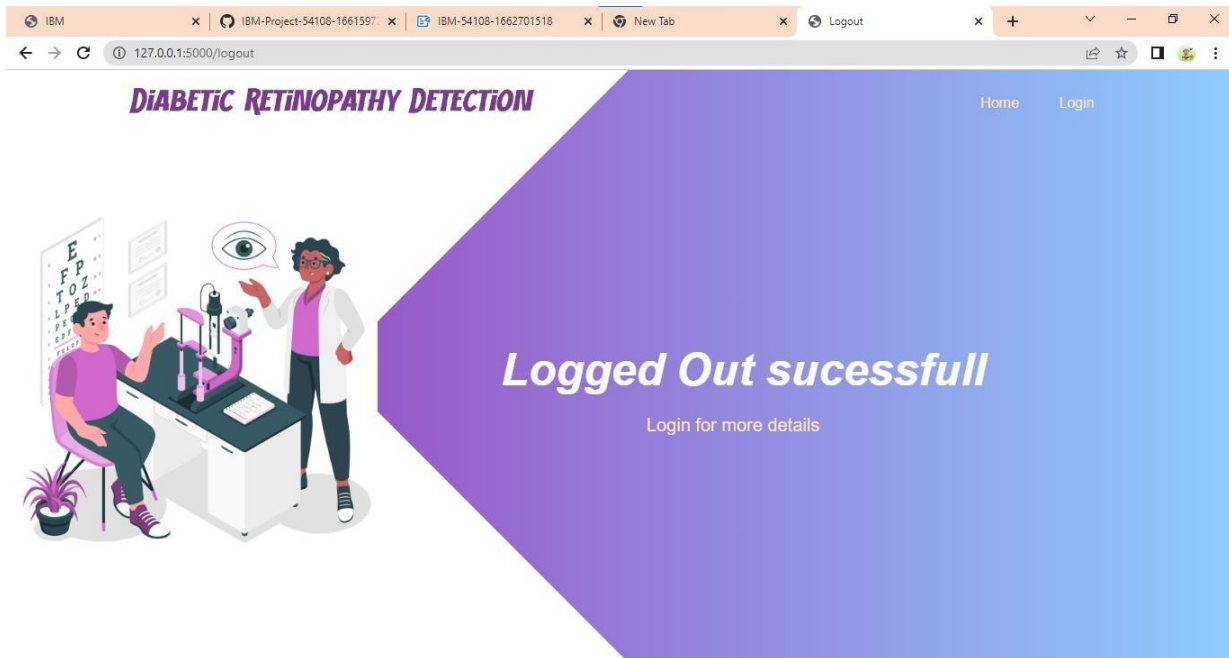 IBM
IBM-Project-54108-1661597
IBM-54108-1662701518
New Tab
Logout
127.0.0.1:5000/logout
DiABETiC RETiNOPATHY DETECTiON
Home
Login
E
F P
T O Z
L P E D
Logged Out sucessfull
Login for more details